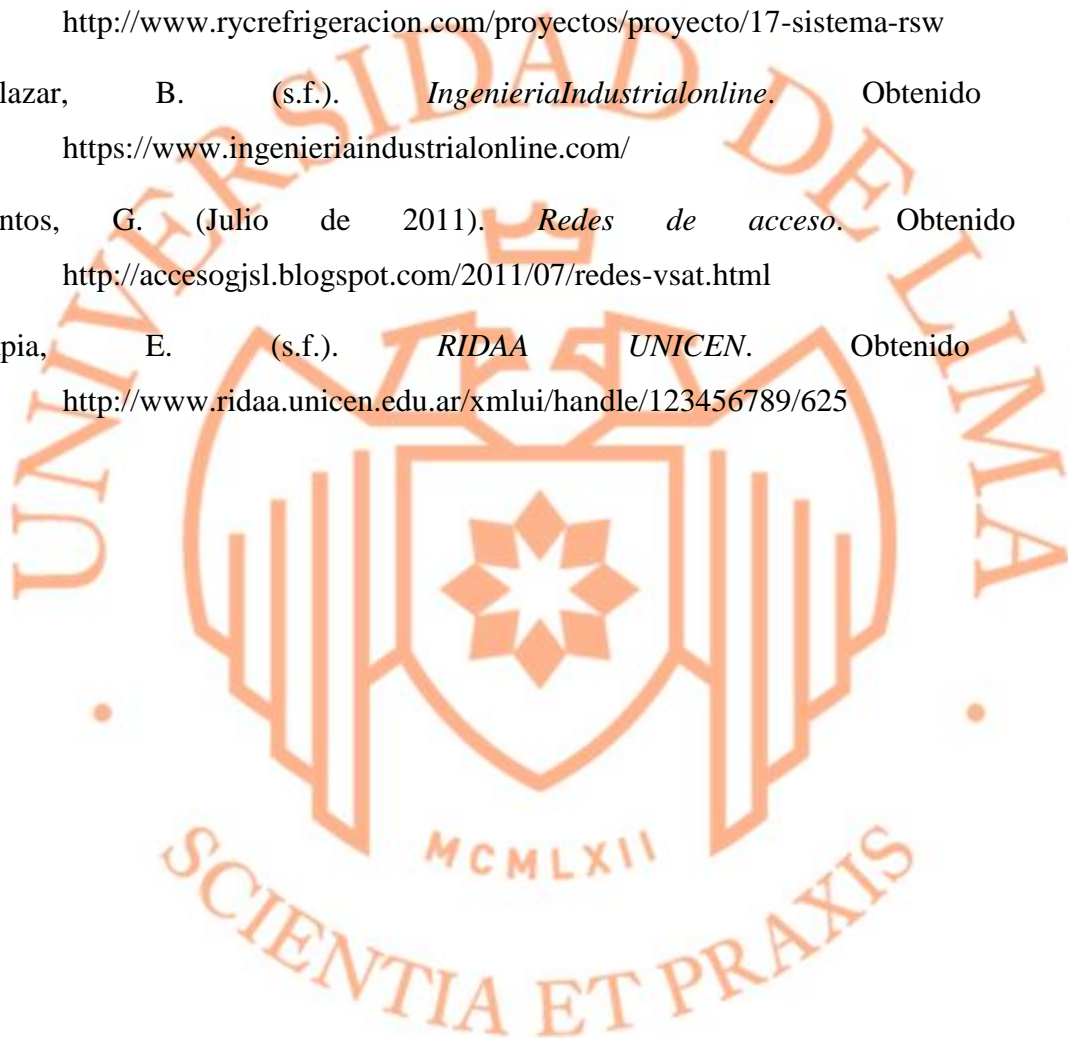 http://www.rycrefrigeracion.com/proyectos/proyecto/17-sistema-rsw
lazar, B. (s.f.). IngenieriaIndustrialonline. Obtenido
https://www.ingenieriaindustrialonline.com/
ntos, G. (Julio de 2011). Redes de acceso. Obtenido
http://accesogjsl.blogspot.com/2011/07/redes-vsat.html
pia, E. (s.f.). RIDAA UNICEN. Obtenido
http://www.ridaa.unicen.edu.ar/xmlui/handle/123456789/625
UNIVERSIDAD DE LIMA
MCMLXII
SCIENTIA ET PRAXIS